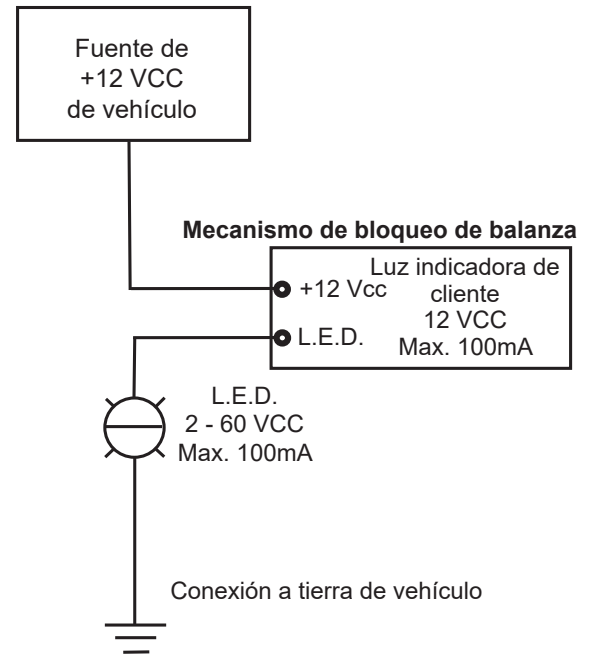 Fuente de
+12 VCC
de vehículo
Mecanismo de bloqueo de balanza
Luz indicadora de
+12 Vcc
cliente
12 VCC
L.E.D.
Max. 100mA
L.E.D.
2 - 60 VCC
Max. 100mA
Conexión a tierra de vehículo